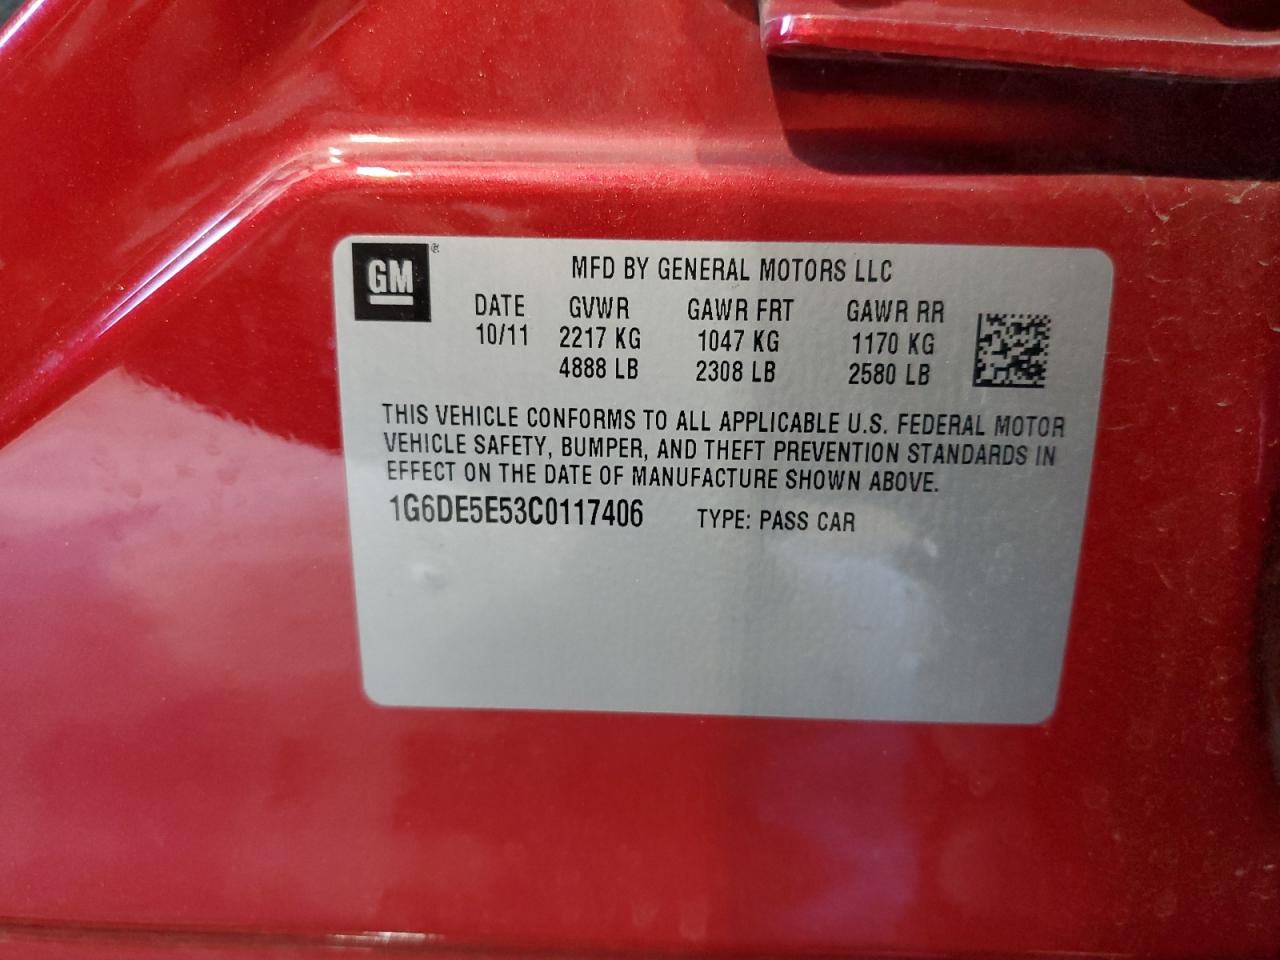 GM ®
MFD BY GENERAL MOTORS LLC
DATE GVWR GAWR FRT GAWR RR
10/11 2217 KG 1047 KG 1170 KG
4888 LB 2308 LB 2580 LB
THIS VEHICLE CONFORMS TO ALL APPLICABLE U.S. FEDERAL MOTOR
VEHICLE SAFETY, BUMPER, AND THEFT PREVENTION STANDARDS IN
EFFECT ON THE DATE OF MANUFACTURE SHOWN ABOVE.
1G6DE5E53C0117406 TYPE: PASS CAR